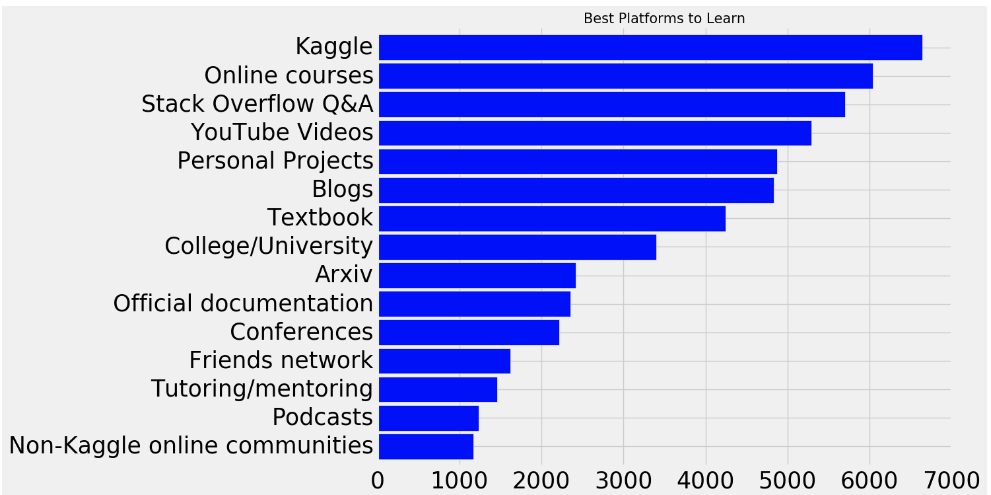 Best Platforms to Learn
Kaggle
Online courses
Stack Overflow Q&A
YouTube Videos
Personal Projects
Blogs
Textbook
College/University
Arxiv
Official documentation
Conferences
Friends network
Tutoring/mentoring
Podcasts
Non-Kaggle online communities
0 1000 2000 3000 4000 5000 6000 7000